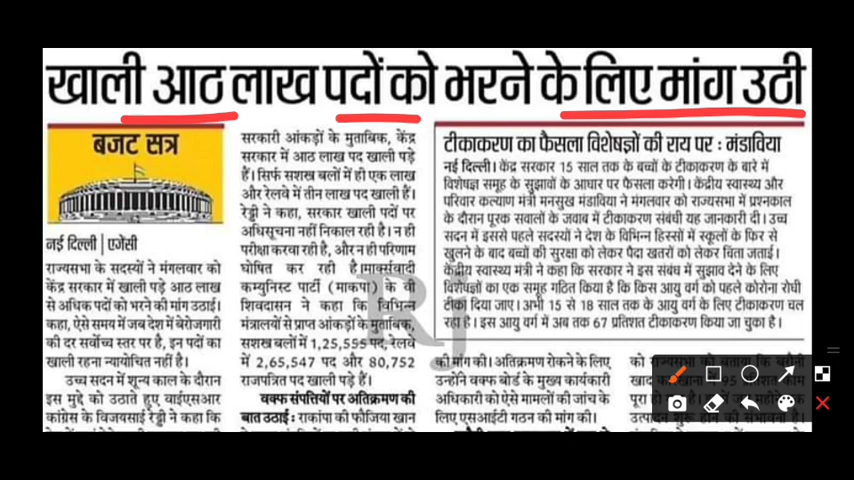 खाली आठ लाख पदों को भरने के लिए मांग उठी
बजट सत्र
नई दिल्ली | एजेंसी
राज्यसभा के सदस्यों ने मंगलवार को
केंद्र सरकार में खाली पड़े आठ लाख
से अधिक पदों को भरने की मांग उठाई।
कहा, ऐसे समय में जब देश में बेरोजगारी
की दर सर्वोच्च स्तर पर है, इन पदों का
खाली रहना न्यायोचित नहीं है।
उच्च सदन में शून्य काल के दौरान
इस मुद्दे को उठाते हुए वाईएसआर
कांग्रेस के विजयसाई रेड्डी ने कहा कि
सरकारी आंकड़ों के मुताबिक, केंद्र
सरकार में आठ लाख पद खाली पड़े
हैं। सिर्फ सशस्त्र बलों में ही एक लाख
और रेलवे में तीन लाख पद खाली हैं।
रेड्डी ने कहा, सरकार खाली पदों पर
अधिसूचना नहीं निकाल रही है। न ही
परीक्षा करवा रही है, और न ही परिणाम
घोषित कर रही है। मार्क्सवादी
कम्युनिस्ट पार्टी (माकपा) के वी
शिवदासन ने कहा कि विभिन्न
मंत्रालयों से प्राप्त आंकड़ों के मुताबिक,
सशस्त्र बलों में 1,25,555 पद, रेलवे
में 2,65,547 पद और 80,752
राजपत्रित पद खाली पड़े हैं।
वक्फ संपत्तियों पर अतिक्रमण की
बात उठाई : राकांपा की फौजिया खान
टीकाकरण का फैसला विशेषज्ञों की राय पर : मंडाविया
नई दिल्ली। केंद्र सरकार 15 साल तक के बच्चों के टीकाकरण के बारे में
विशेषज्ञ समूह के सुझावों के आधार पर फैसला करेगी। केंद्रीय स्वास्थ्य और
परिवार कल्याण मंत्री मनसुख मंडाविया ने मंगलवार को राज्यसभा में प्रश्नकाल
के दौरान पूरक सवालों के जवाब में टीकाकरण संबंधी यह जानकारी दी। उच्च
सदन में इससे पहले सदस्यों ने देश के विभिन्न हिस्सों में स्कूलों के फिर से
खुलने के बाद बच्चों की सुरक्षा को लेकर पैदा खतरों को लेकर चिंता जताई।
केंद्रीय स्वास्थ्य मंत्री ने कहा कि सरकार ने इस संबंध में सुझाव देने के लिए
विशेषज्ञों का एक समूह गठित किया है कि किस आयु वर्ग को पहले कोरोना रोधी
टीका दिया जाए। अभी 15 से 18 साल तक के आयु वर्ग के लिए टीकाकरण चल
रहा है। इस आयु वर्ग में अब तक 67 प्रतिशत टीकाकरण किया जा चुका है।
की मांग की। अतिक्रमण रोकने के लिए
उन्होंने वक्फ बोर्ड के मुख्य कार्यकारी
अधिकारी को ऐसे मामलों की जांच के
लिए एसआईटी गठन की मांग की।
को राज्यसभा को बताया कि
खाद
पूरा
उत्पादन शुरू होने की संभावना है।
Rj